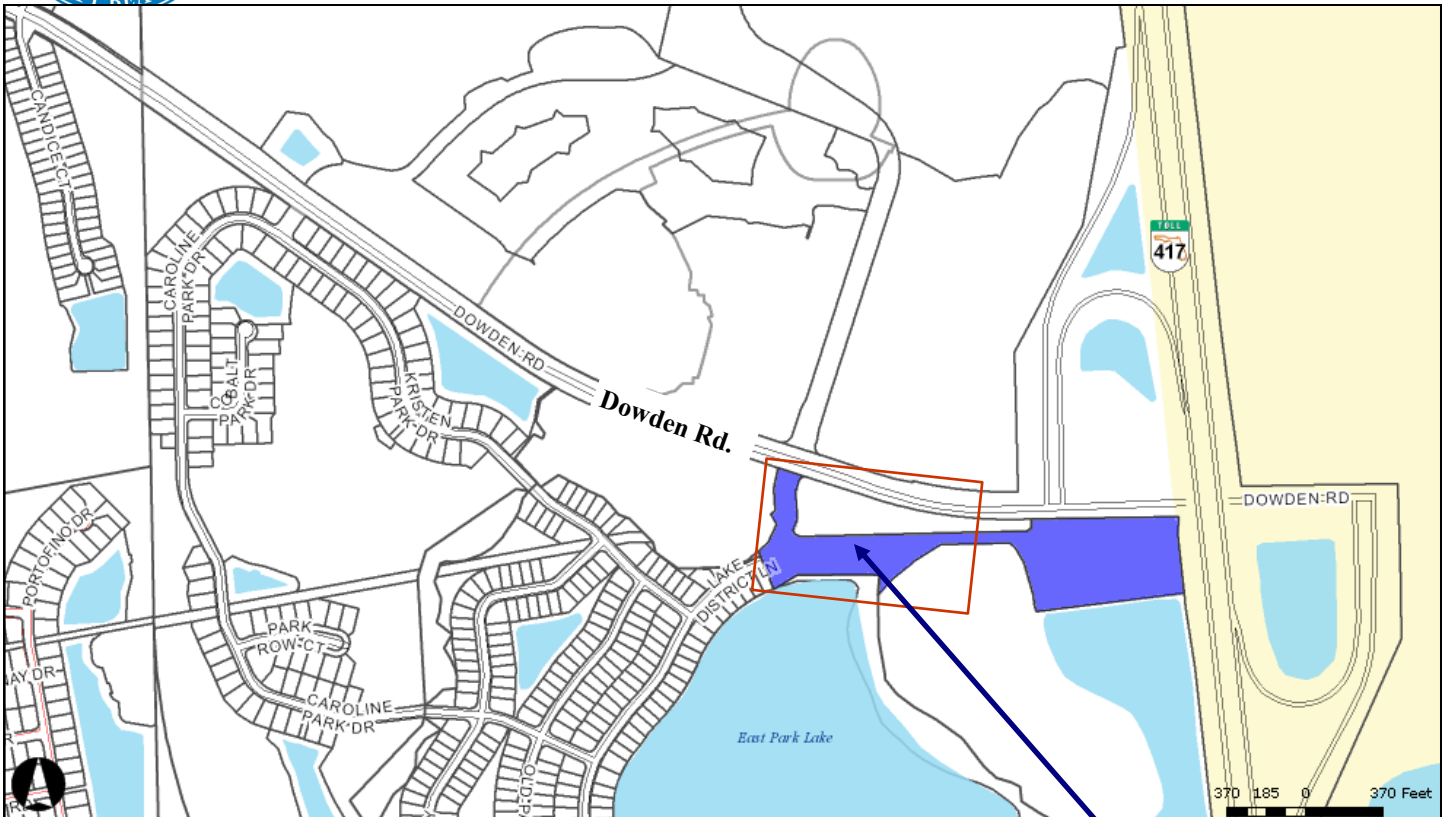 CANDICE CT
TOLL
417
CAROLINE
PARK DR
DOWDEN RD
COBALT
PARK DR
KRISTEN
PARK DR
Dowden Rd.
DOWDEN RD
PORTOFINO DR
LAKE
DISTRICT LN
PARK
ROW CT
CAROLINE
PARK DR
East Park Lake
370 185 0 370 Feet